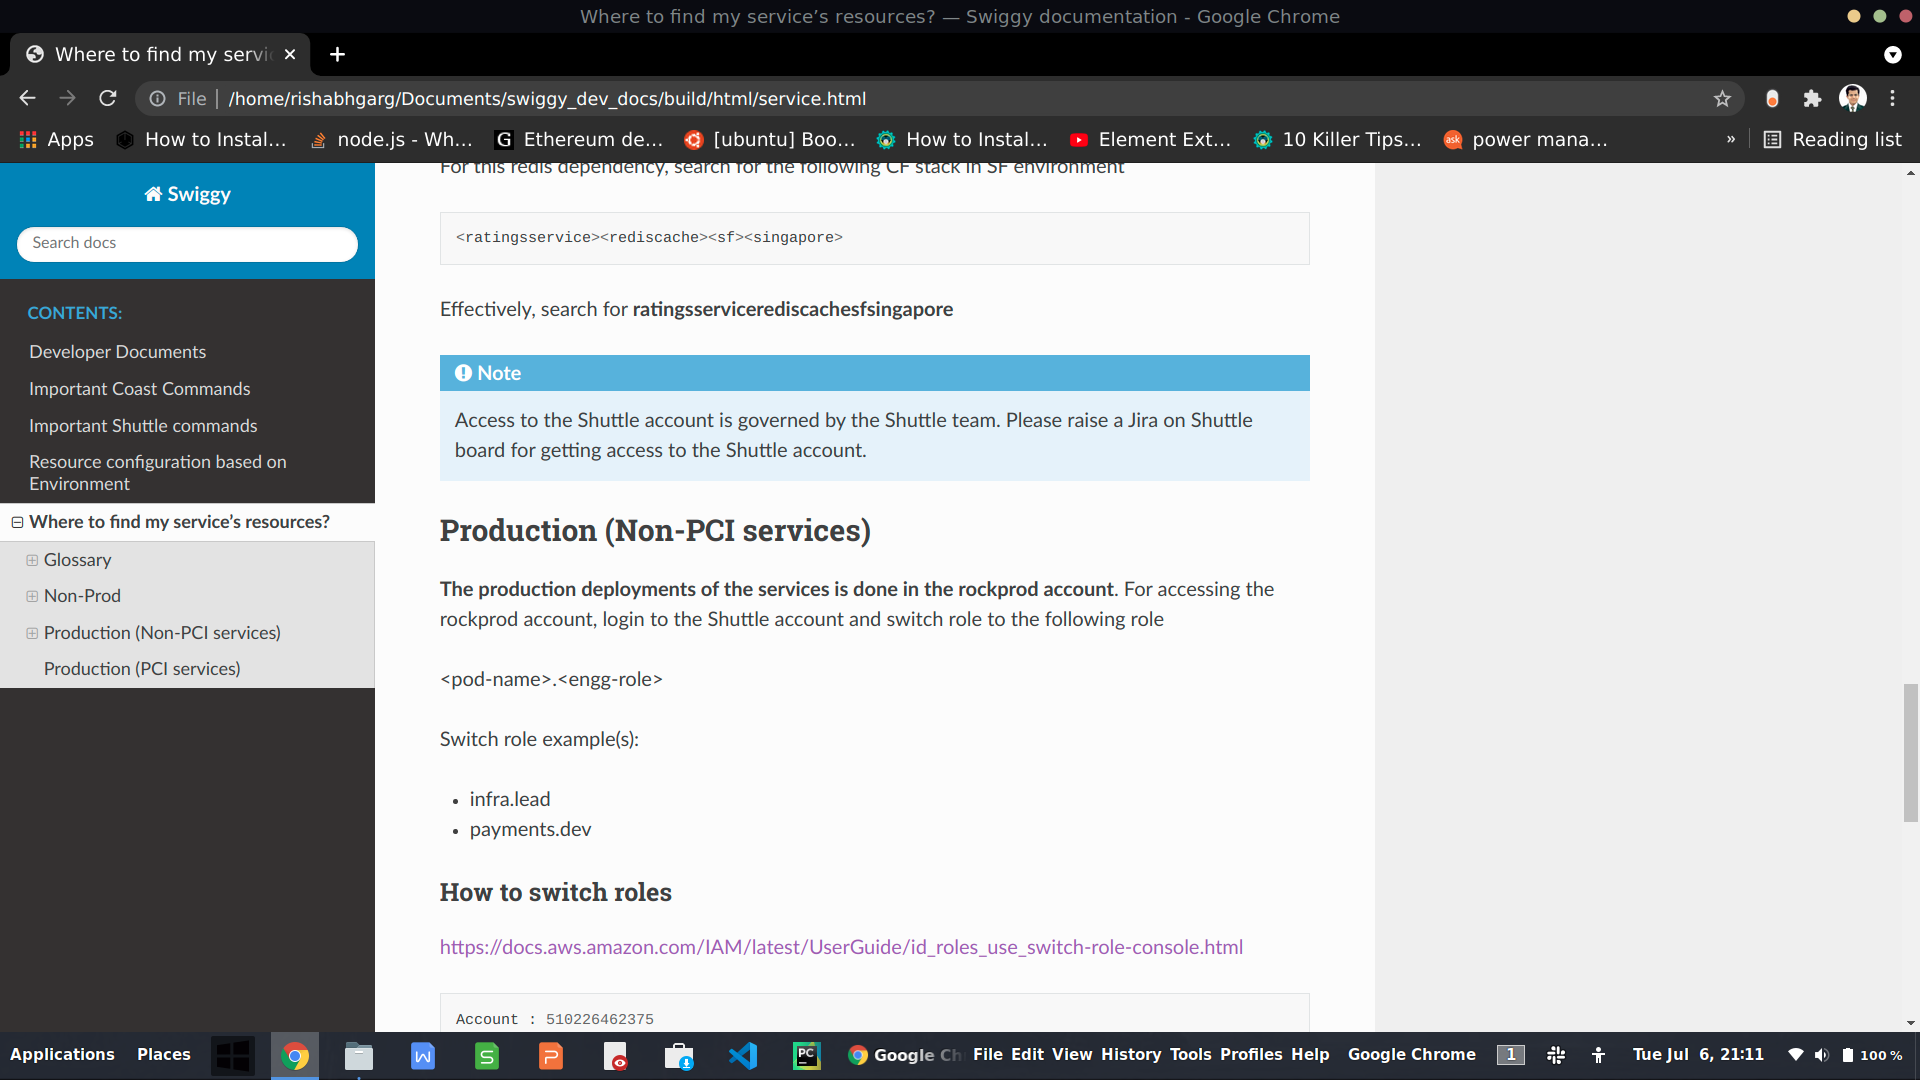 Where to find my service’s resources? — Swiggy documentation - Google Chrome
Where to find my servi
File
/home/rishabhgarg/Documents/swiggy_dev_docs/build/html/service.html
Apps
How to Instal...
node.js - Wh...
Ethereum de...
[ubuntu] Boo...
How to Instal...
Element Ext...
10 Killer Tips...
ask
power mana...
»
Reading list
Swiggy
Search docs
CONTENTS:
Developer Documents
Important Coast Commands
Important Shuttle commands
Resource configuration based on
Environment
Where to find my service’s resources?
Glossary
Non-Prod
Production (Non-PCI services)
Production (PCI services)
For this redis dependency, search for the following CF stack in SF environment
<ratingsservice><rediscache><sf><singapore>
Effectively, search for ratingsservicerediscachesfsingapore
Note
Access to the Shuttle account is governed by the Shuttle team. Please raise a Jira on Shuttle
board for getting access to the Shuttle account.
Production (Non-PCI services)
The production deployments of the services is done in the rockprod account. For accessing the
rockprod account, login to the Shuttle account and switch role to the following role
<pod-name>.<engg-role>
Switch role example(s):
• infra.lead
• payments.dev
How to switch roles
https://docs.aws.amazon.com/IAM/latest/UserGuide/id_roles_use_switch-role-console.html
Account : 510226462375
Applications Places
W
S
P
PC
Google Ch
File Edit View History Tools Profiles Help
Google Chrome
1
Tue Jul 6, 21:11
100 %